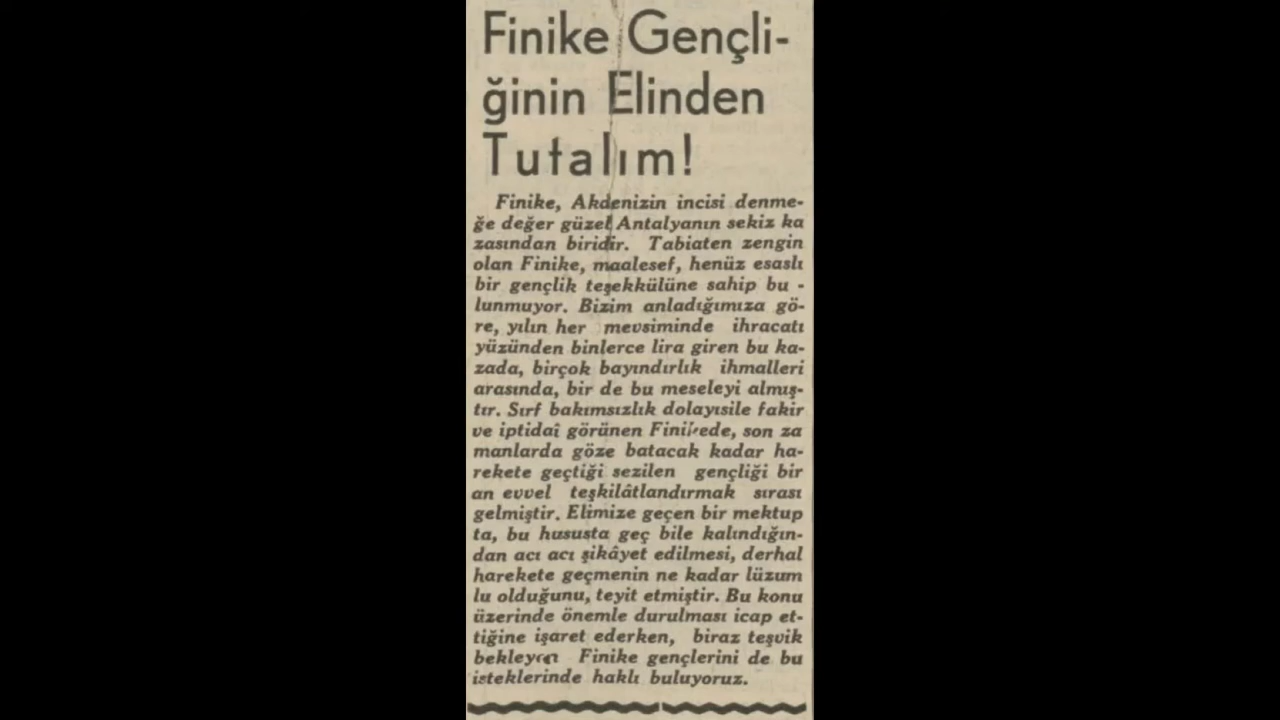 Finike Gençli-
ğinin Elinden
Tutalım!
Finike, Akdenizin incisi denme-
ğe değer güzel Antalyanın sekiz ka
zasından biridir. Tabiaten zengin
olan Finike, maalesef, henüz esaslı
bir gençlik teşekkülüne sahip bu -
lunmuyor. Bizim anladığımıza gö-
re, yılın her mevsiminde ihracatı
yüzünden binlerce lira giren bu ka-
zada, birçok bayındırlık ihmalleri
arasında, bir de bu meseleyi almış-
tır. Sırf bakımsızlık dolayısile fakir
ve iptidaî görünen Finikede, son za
manlarda göze batacak kadar ha-
rekete geçtiği sezilen gençliği bir
an evvel teşkilâtlandırmak sırası
gelmiştir. Elimize geçen bir mektup
ta, bu hususta geç bile kalındığın-
dan acı acı şikâyet edilmesi, derhal
harekete geçmenin ne kadar lüzum
lu olduğunu, teyit etmiştir. Bu konu
üzerinde önemle durulması icap et-
tiğine işaret ederken, biraz teşvik
bekleyen Finike gençlerini de bu
isteklerinde haklı buluyoruz.